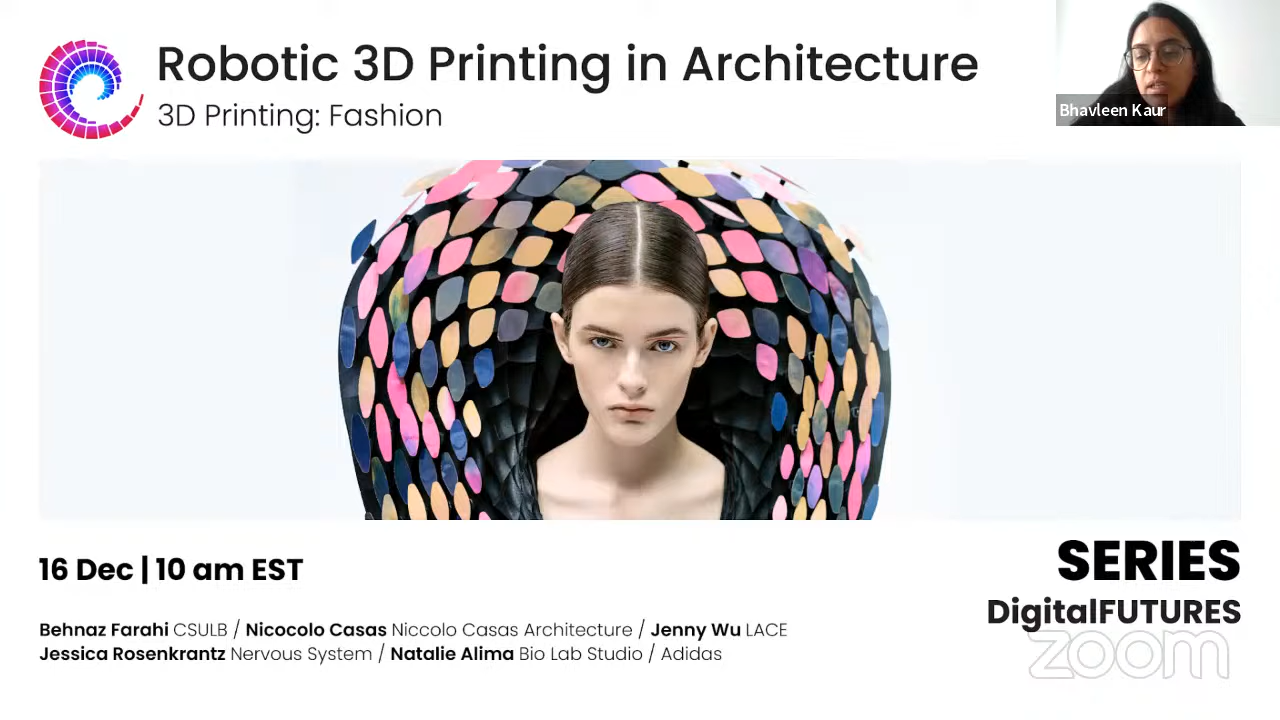 Robotic 3D Printing in Architecture
3D Printing: Fashion
Bhavleen Kaur
16 Dec | 10 am EST
SERIES
DigitalFUTURES
Behnaz Farahi CSULB / Nicocolo Casas Niccolo Casas Architecture / Jenny Wu LACE
Jessica Rosenkrantz Nervous System / Natalie Alima Bio Lab Studio / Adidas
zoom